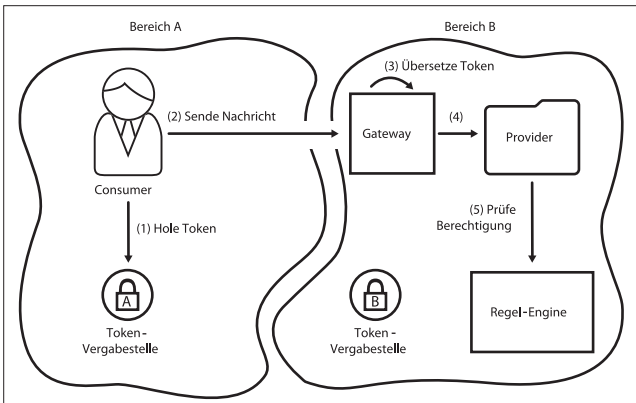 Bereich A
Bereich B
(3) Übersetze Token
(2) Sende Nachricht
Gateway
(4)
Provider
Consumer
(1) Hole Token
(5) Prüfe
Berechtigung
A
B
Regel-Engine
Token-
Vergabestelle
Token-
Vergabestelle